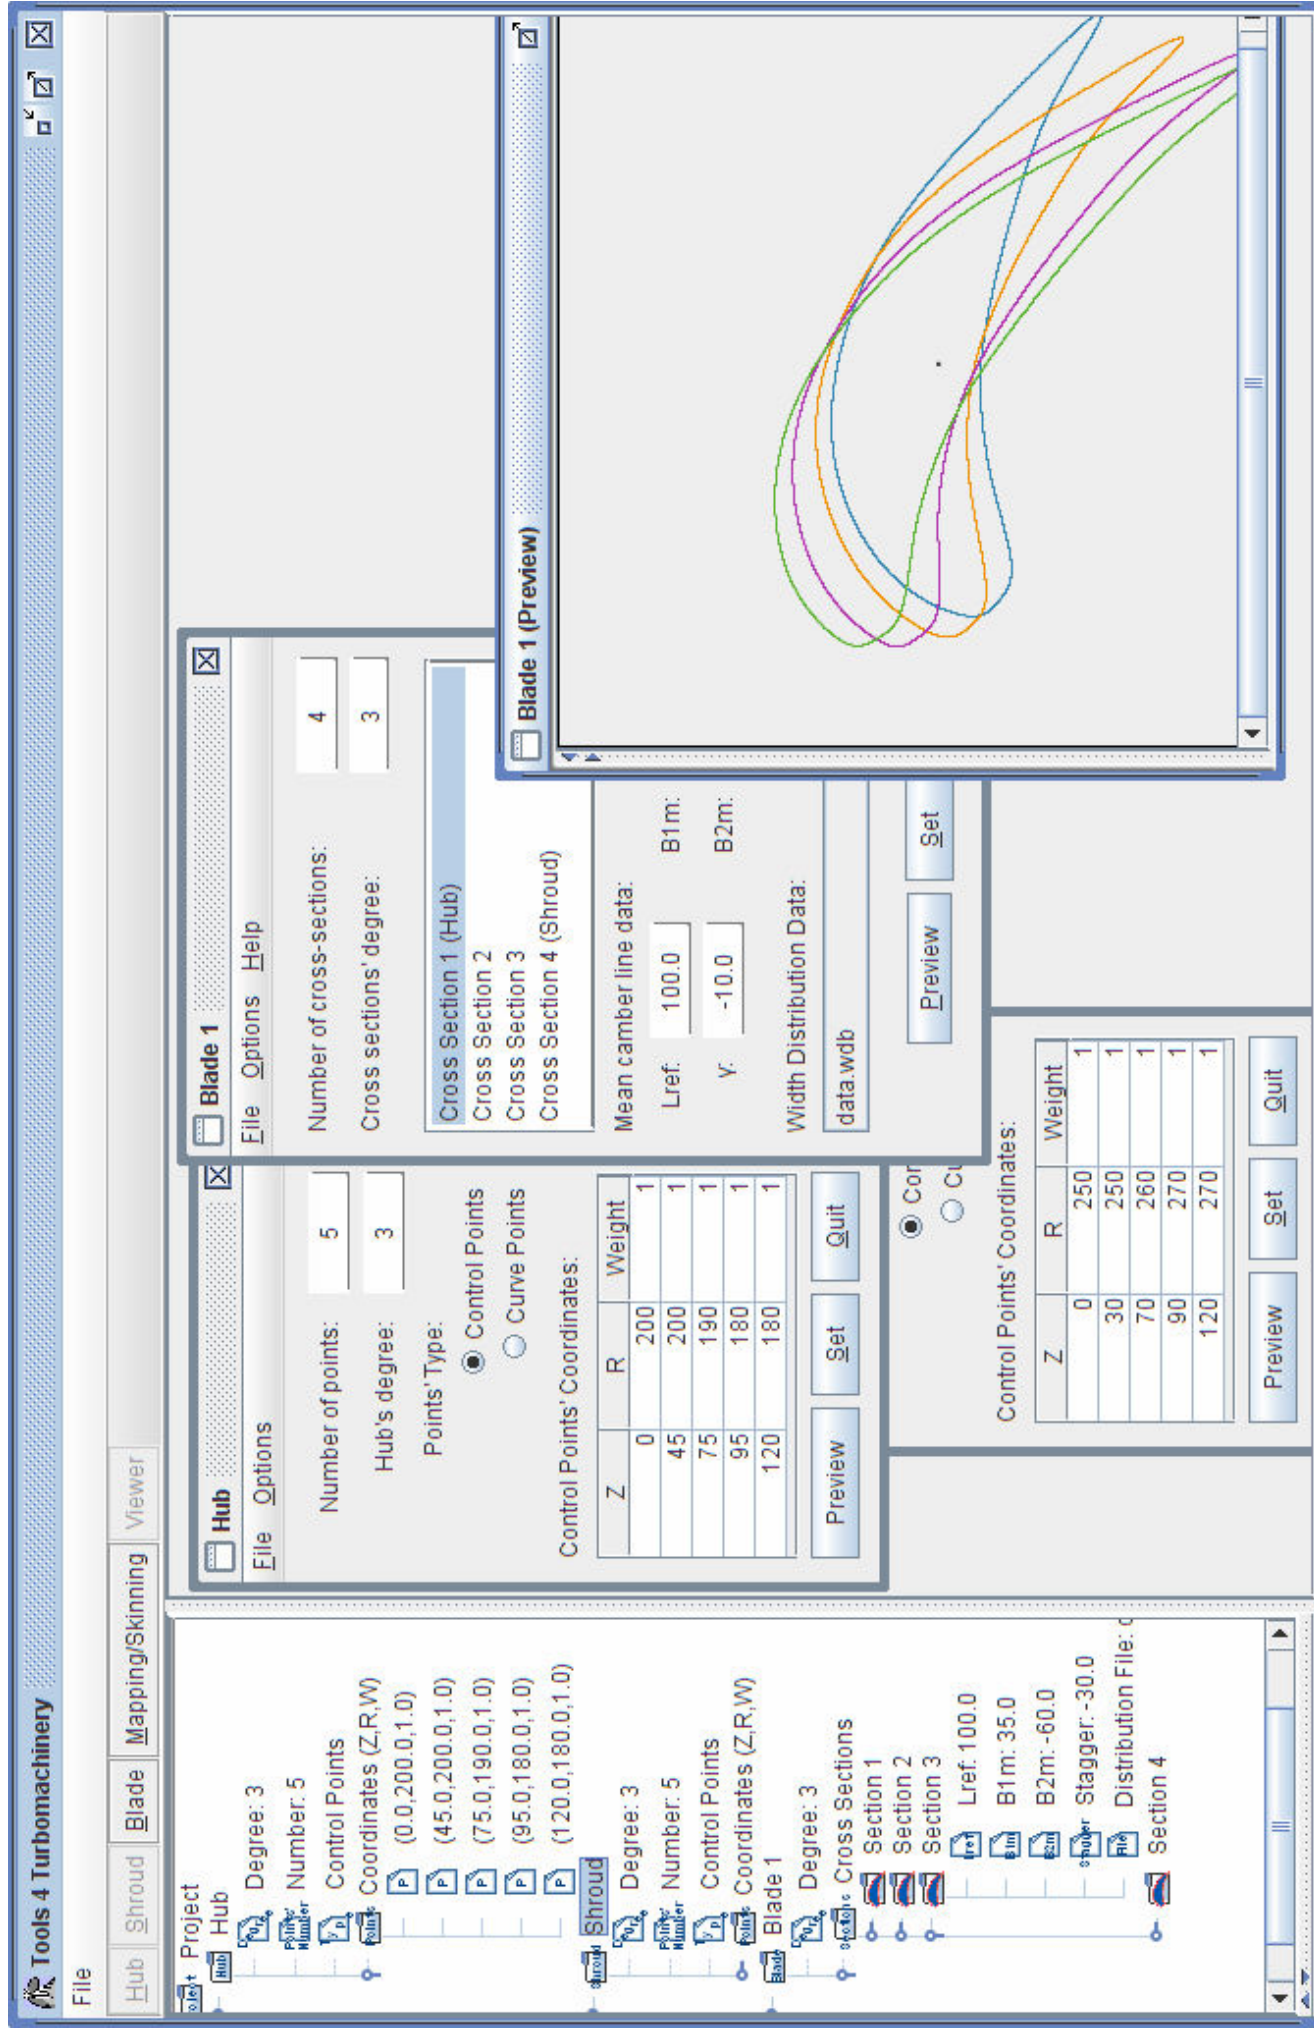 Tools 4 Turbomachinery
File
Hub
Shroud
Blade
Mapping/Skinning
Viewer
Project
Hub
Degree: 3
Number: 5
Control Points
Coordinates (Z,R,W)
(0.0,200.0,1.0)
(45.0,200.0,1.0)
(75.0,190.0,1.0)
(95.0,180.0,1.0)
(120.0,180.0,1.0)
Shroud
Degree: 3
Number: 5
Control Points
Coordinates (Z,R,W)
Blade 1
Degree: 3
Cross Sections
Section 1
Section 2
Section 3
Lref: 100.0
B1m: 35.0
B2m: -60.0
Stagger: -30.0
Distribution File:
Section 4
Hub
File Options
Number of points: 5
Hub's degree: 3
Points' Type:
Control Points
Curve Points
Control Points' Coordinates:
Z R Weight
0 200 1
45 200 1
75 190 1
95 180 1
120 180 1
Preview Set Quit
Control Points' Coordinates:
Z R Weight
0 250 1
30 250 1
70 260 1
90 270 1
120 270 1
Preview Set Quit
Blade 1
File Options Help
Number of cross-sections: 4
Cross sections' degree: 3
Cross Section 1 (Hub)
Cross Section 2
Cross Section 3
Cross Section 4 (Shroud)
Mean camber line data:
Lref: 100.0 B1m:
γ: -10.0 B2m:
Width Distribution Data:
data.wdb
Preview Set
Blade 1 (Preview)